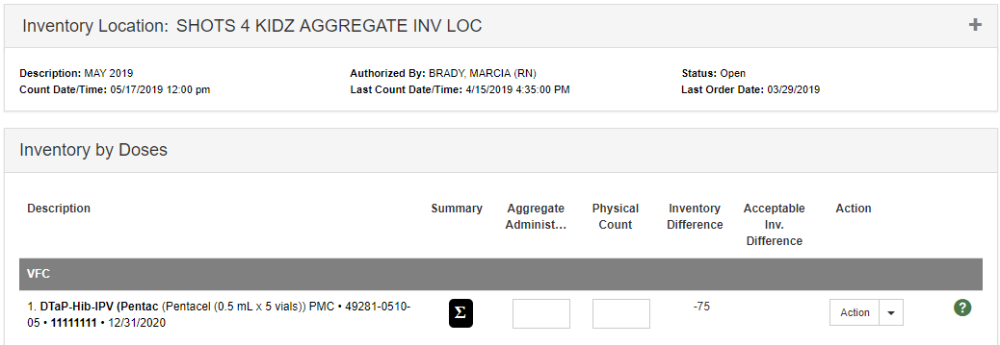 Inventory Location: SHOTS 4 KIDZ AGGREGATE INV LOC
+
Description: MAY 2019 Authorized By: BRADY, MARCIA (RN) Status: Open
Count Date/Time: 05/17/2019 12:00 pm Last Count Date/Time: 4/15/2019 4:35:00 PM Last Order Date: 03/29/2019
Inventory by Doses
Description Summary Aggregate Administ... Physical Count Inventory Difference Acceptable Inv. Difference Action
VFC
1. DTaP-Hib-IPV (Pentac (Pentacel (0.5 mL x 5 vials)) PMC • 49281-0510-
05 • 11111111 • 12/31/2020
Σ
-75
Action
?